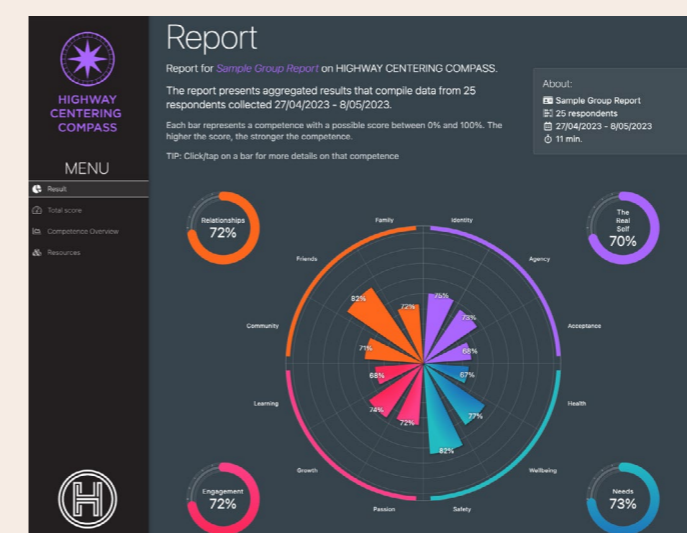 HIGHWAY
CENTERING
COMPASS
MENU
Result
Total score
Competence Overview
Resources
Report
Report for Sample Group Report on HIGHWAY CENTERING COMPASS.
The report presents aggregated results that compile data from 25
respondents collected 27/04/2023 - 8/05/2023.
Each bar represents a competence with a possible score between 0% and 100%. The
higher the score, the stronger the competence.
TIP: Click/tap on a bar for more details on that competence
About:
Sample Group Report
25 respondents
27/04/2023 - 8/05/2023
11 min.
Relationships
72%
The
Real
Self
70%
Family
Identity
Friends
Agency
Community
Acceptance
Learning
Health
Growth
Wellbeing
Passion
Safety
82%
72%
75%
73%
71%
68%
68%
67%
74%
72%
77%
82%
Engagement
72%
Needs
73%
H